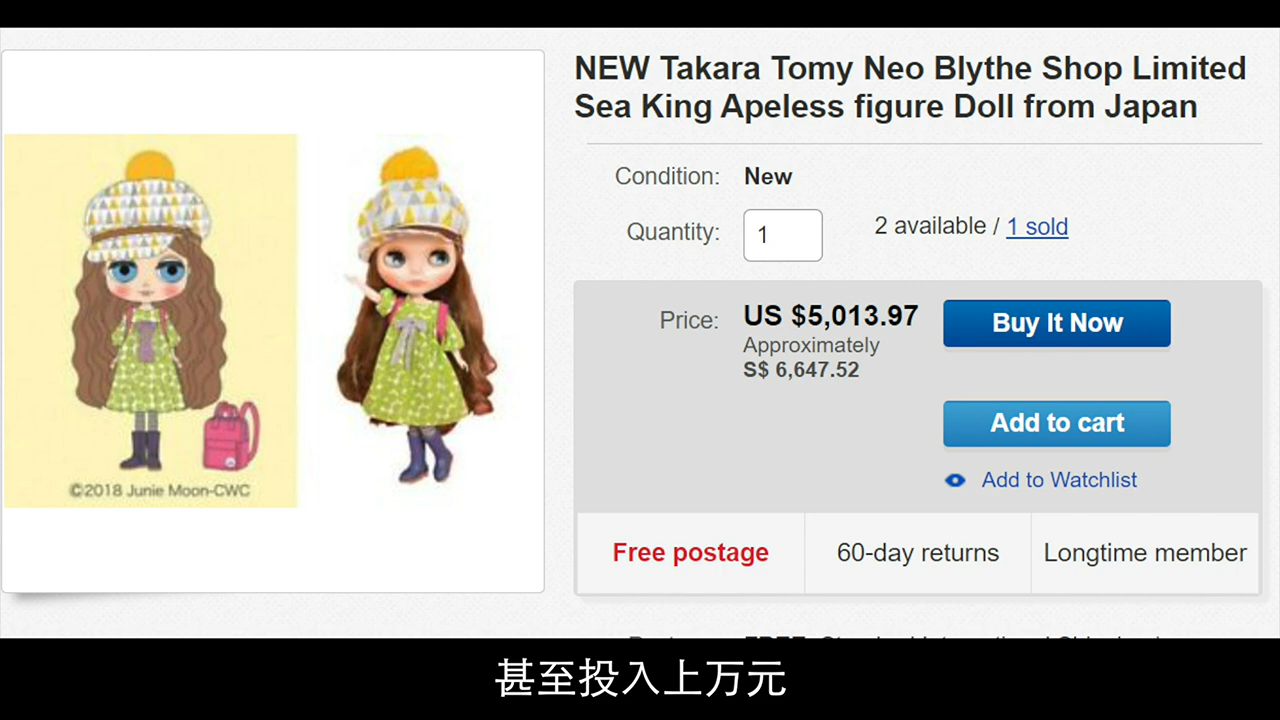 NEW Takara Tomy Neo Blythe Shop Limited
Sea King Apeless figure Doll from Japan
Condition: New
Quantity: 1
2 available / 1 sold
Price: US $5,013.97
Approximately
S$ 6,647.52
Buy It Now
Add to cart
Add to Watchlist
©2018 Junie Moon-CWC
Free postage
60-day returns
Longtime member
甚至投入上万元